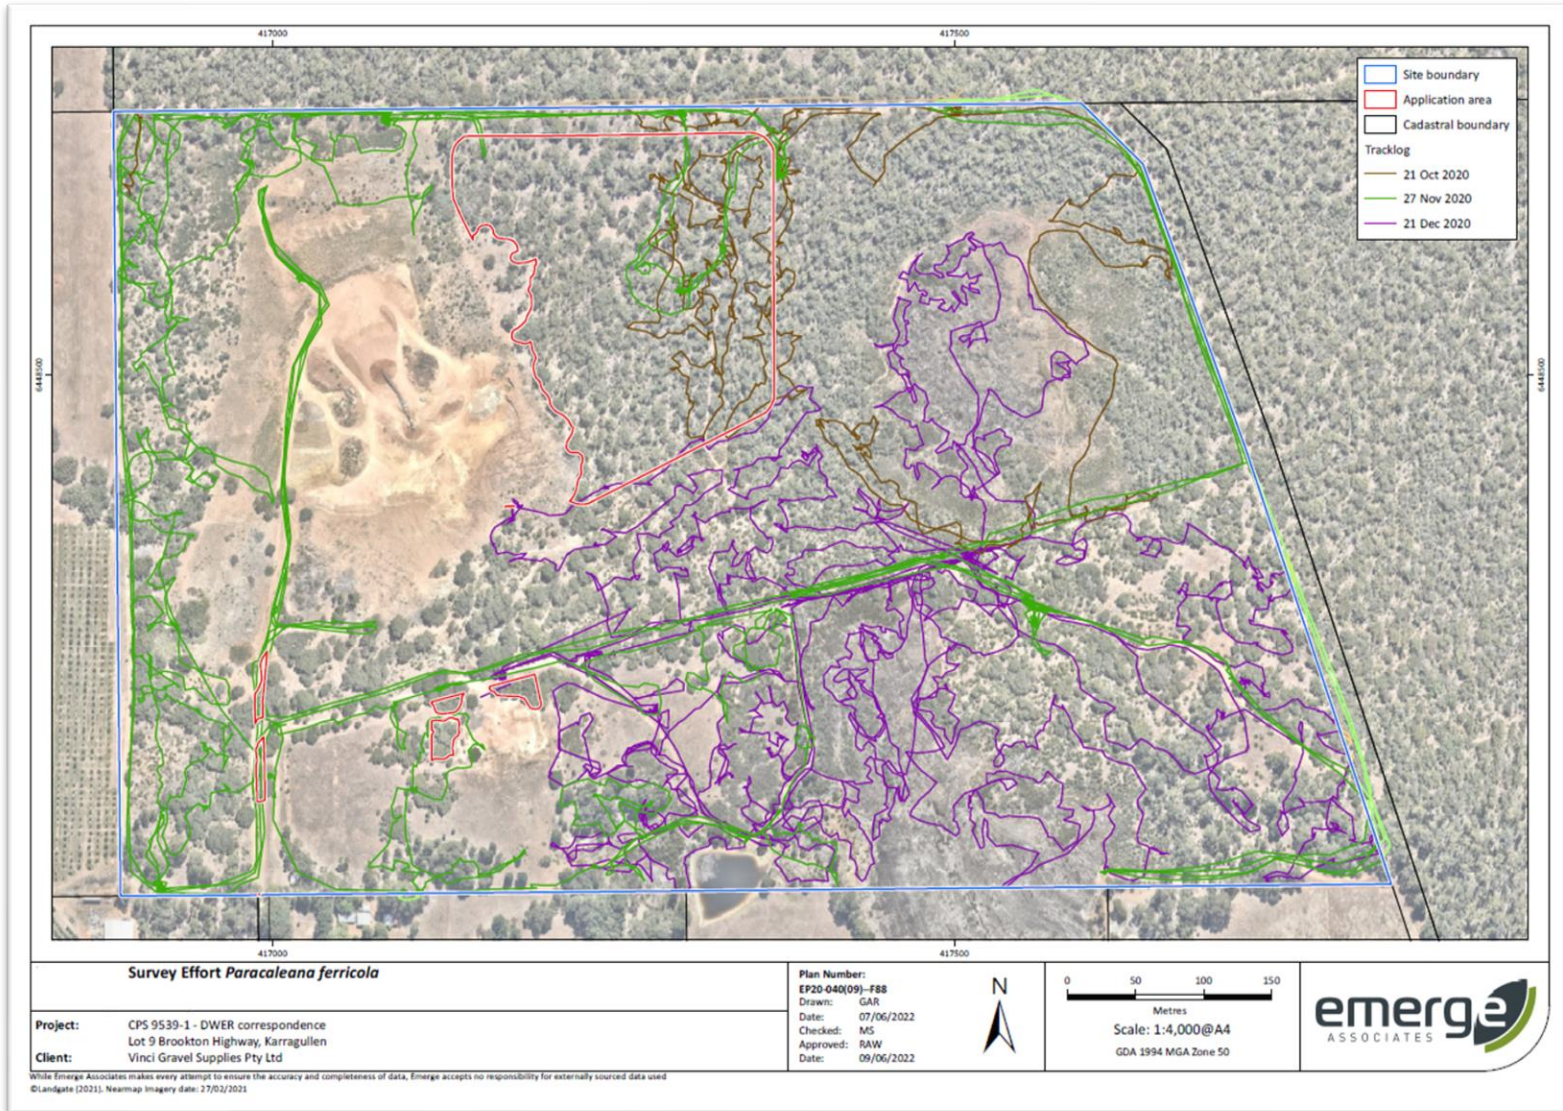 417000
417500
6448500
6448500
Site boundary
Application area
Cadastral boundary
Tracklog
21 Oct 2020
27 Nov 2020
21 Dec 2020
417000
417500
Survey Effort Paracaleana ferricola
Project: CPS 9539-1 - DWER correspondence
Lot 9 Brookton Highway, Karragullen
Client: Vinci Gravel Supplies Pty Ltd
Plan Number:
EP20-040(09)--F88
Drawn: GAR
Date: 07/06/2022
Checked: MS
Approved: RAW
Date: 09/06/2022
N
0 50 100 150
Metres
Scale: 1:4,000@A4
GDA 1994 MGA Zone 50
emerge
ASSOCIATES
While Emerge Associates makes every attempt to ensure the accuracy and completeness of data, Emerge accepts no responsibility for externally sourced data used
©Landgate (2021). Nearmap Imagery date: 27/02/2021